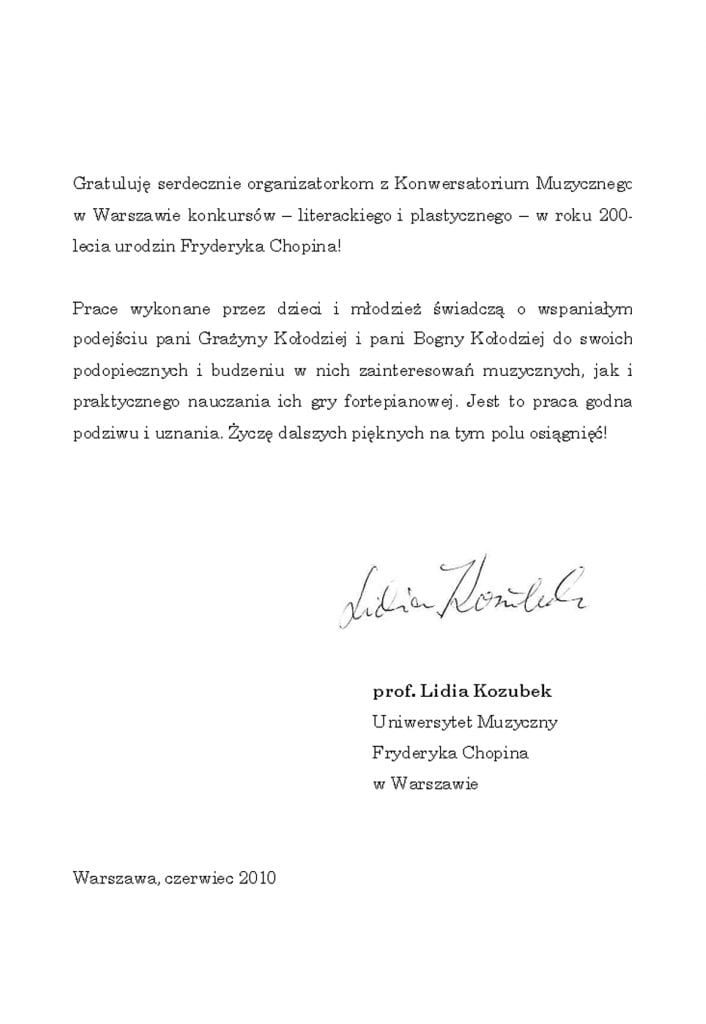 Gratuluję serdecznie organizatorkom z Konwersatorium Muzycznego
w Warszawie konkursów – literackiego i plastycznego – w roku 200-
lecia urodzin Fryderyka Chopina!
Prace wykonane przez dzieci i młodzież świadczą o wspaniałym
podejściu pani Grażyny Kołodziej i pani Bogny Kołodziej do swoich
podopiecznych i budzeniu w nich zainteresowań muzycznych, jak i
praktycznego nauczania ich gry fortepianowej. Jest to praca godna
podziwu i uznania. Życzę dalszych pięknych na tym polu osiągnięć!
Lidia Kozubek
prof. Lidia Kozubek
Uniwersytet Muzyczny
Fryderyka Chopina
w Warszawie
Warszawa, czerwiec 2010